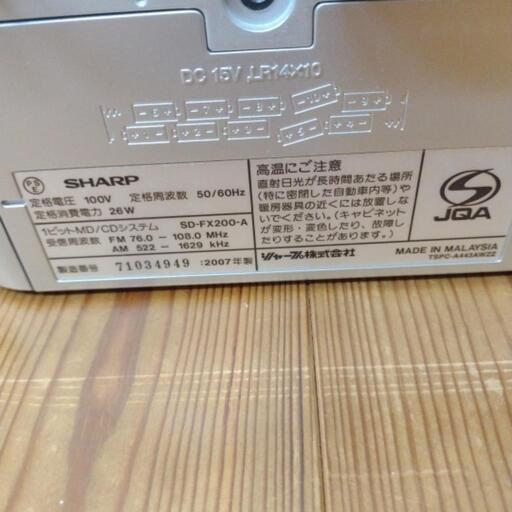 DC 15V LR14×10
PSE SHARP
定格電圧 100V 定格周波数 50/60Hz
定格消費電力 26W
1ビットMD/CDシステム SD-FX200-A
受信周波数 FM 76.0 – 108.0 MHz
AM 522 – 1629 kHz
製造番号 71034949 :2007年製
高温にご注意
直射日光が長時間あたる場所
(特に密閉した自動車内等)や
暖房器具の近くには放置しな
いでください。(キャビネット
が変形・変色したり、故障し
たりすることがあります。)
シャープ株式会社
JQA
MADE IN MALAYSIA
TSPC-A443AWZZ